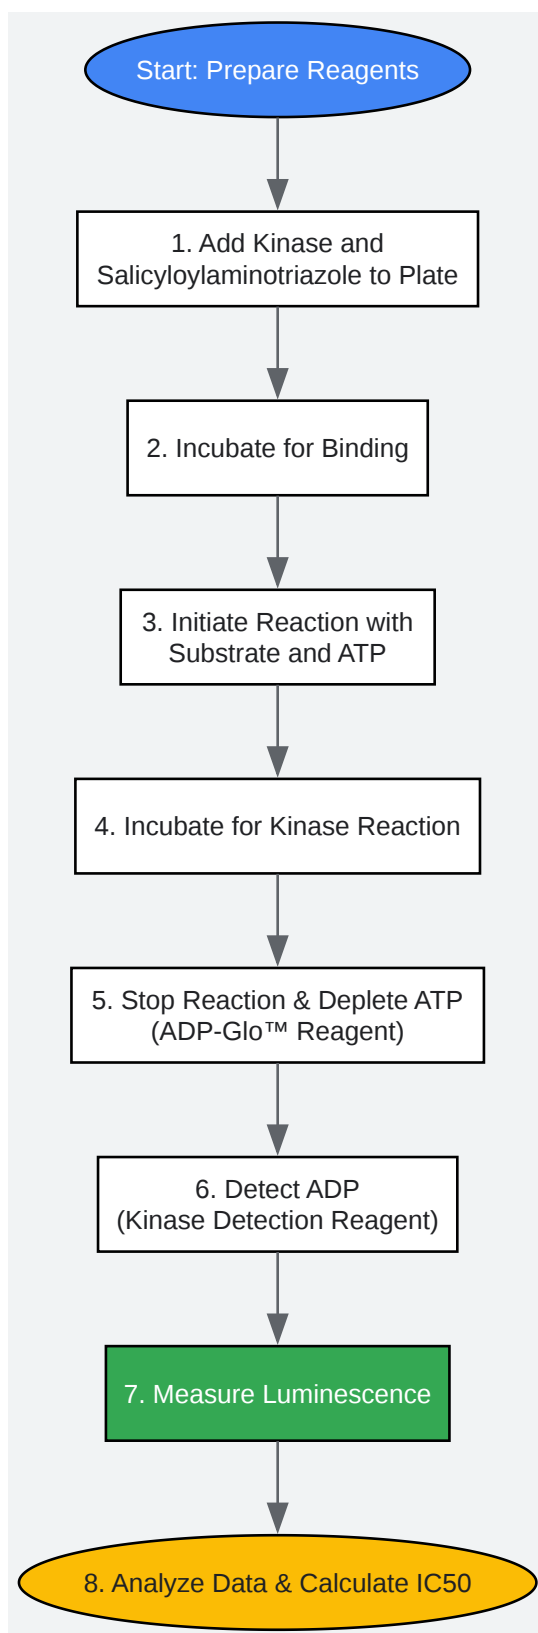 Start: Prepare Reagents
1. Add Kinase and
Salicyloylaminotriazole to Plate
2. Incubate for Binding
3. Initiate Reaction with
Substrate and ATP
4. Incubate for Kinase Reaction
5. Stop Reaction & Deplete ATP
(ADP-Glo™ Reagent)
6. Detect ADP
(Kinase Detection Reagent)
7. Measure Luminescence
8. Analyze Data & Calculate IC50